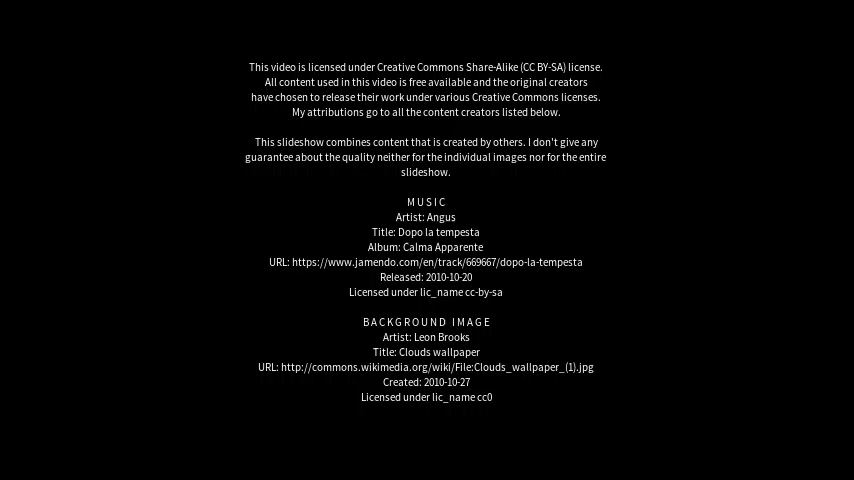 This video is licensed under Creative Commons Share-Alike (CC BY-SA) license.
All content used in this video is free available and the original creators
have chosen to release their work under various Creative Commons licenses.
My attributions go to all the content creators listed below.
This slideshow combines content that is created by others. I don't give any
guarantee about the quality neither for the individual images nor for the entire
slideshow.
MUSIC
Artist: Angus
Title: Dopo la tempesta
Album: Calma Apparente
URL: https://www.jamendo.com/en/track/669667/dopo-la-tempesta
Released: 2010-10-20
Licensed under lic_name cc-by-sa
BACKGROUND IMAGE
Artist: Leon Brooks
Title: Clouds wallpaper
URL: http://commons.wikimedia.org/wiki/File:Clouds_wallpaper_(1).jpg
Created: 2010-10-27
Licensed under lic_name cc0